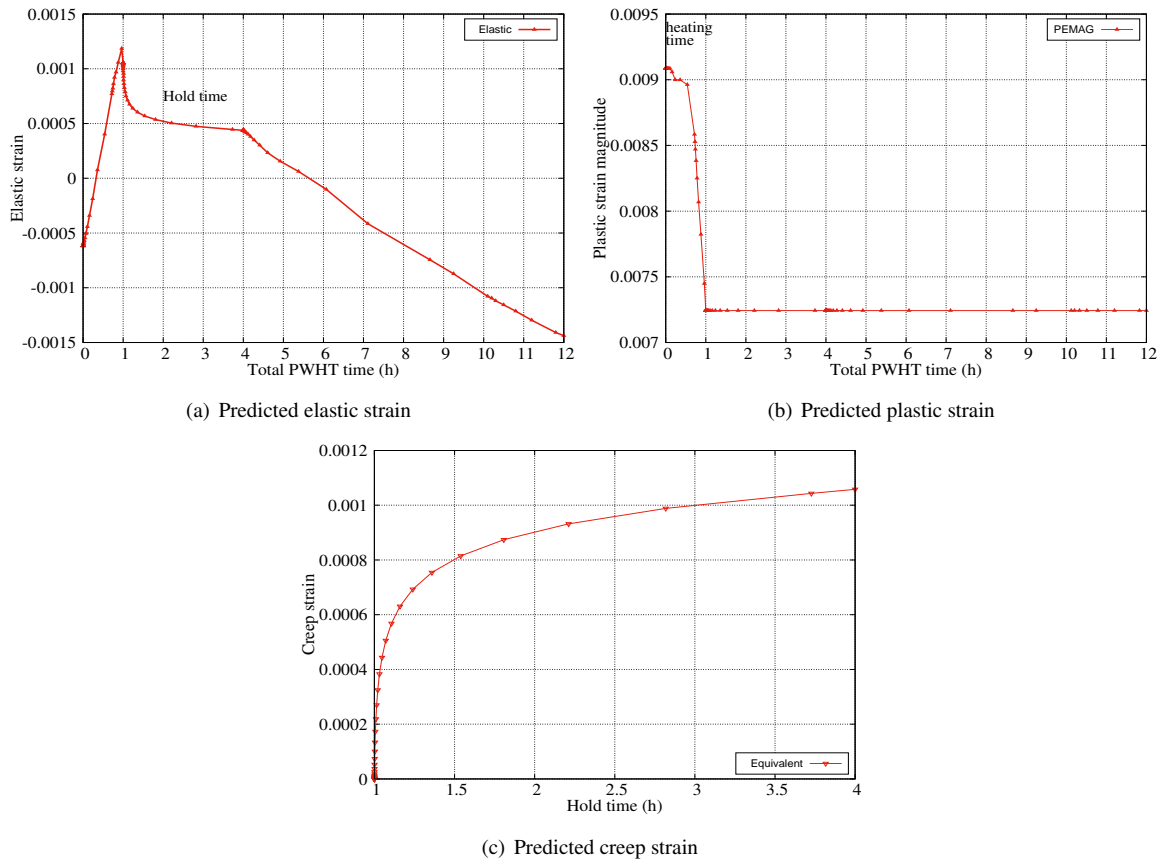 0.0015
0.001
0.0005
0
-0.0005
-0.001
-0.0015
Elastic strain
Elastic
Hold time
0 1 2 3 4 5 6 7 8 9 10 11 12
Total PWHT time (h)
(a) Predicted elastic strain
0.0095
0.009
0.0085
0.008
0.0075
0.007
Plastic strain magnitude
heating
time
PEMAG
0 1 2 3 4 5 6 7 8 9 10 11 12
Total PWHT time (h)
(b) Predicted plastic strain
0.0012
0.001
0.0008
0.0006
0.0004
0.0002
0
Creep strain
Equivalent
1 1.5 2 2.5 3 3.5 4
Hold time (h)
(c) Predicted creep strain